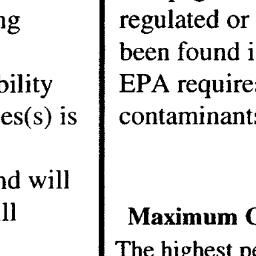 ng
bility
es(s) is
nd will
ll
regulated or
been found i
EPA require
contaminants
Maximum C
The highest pe